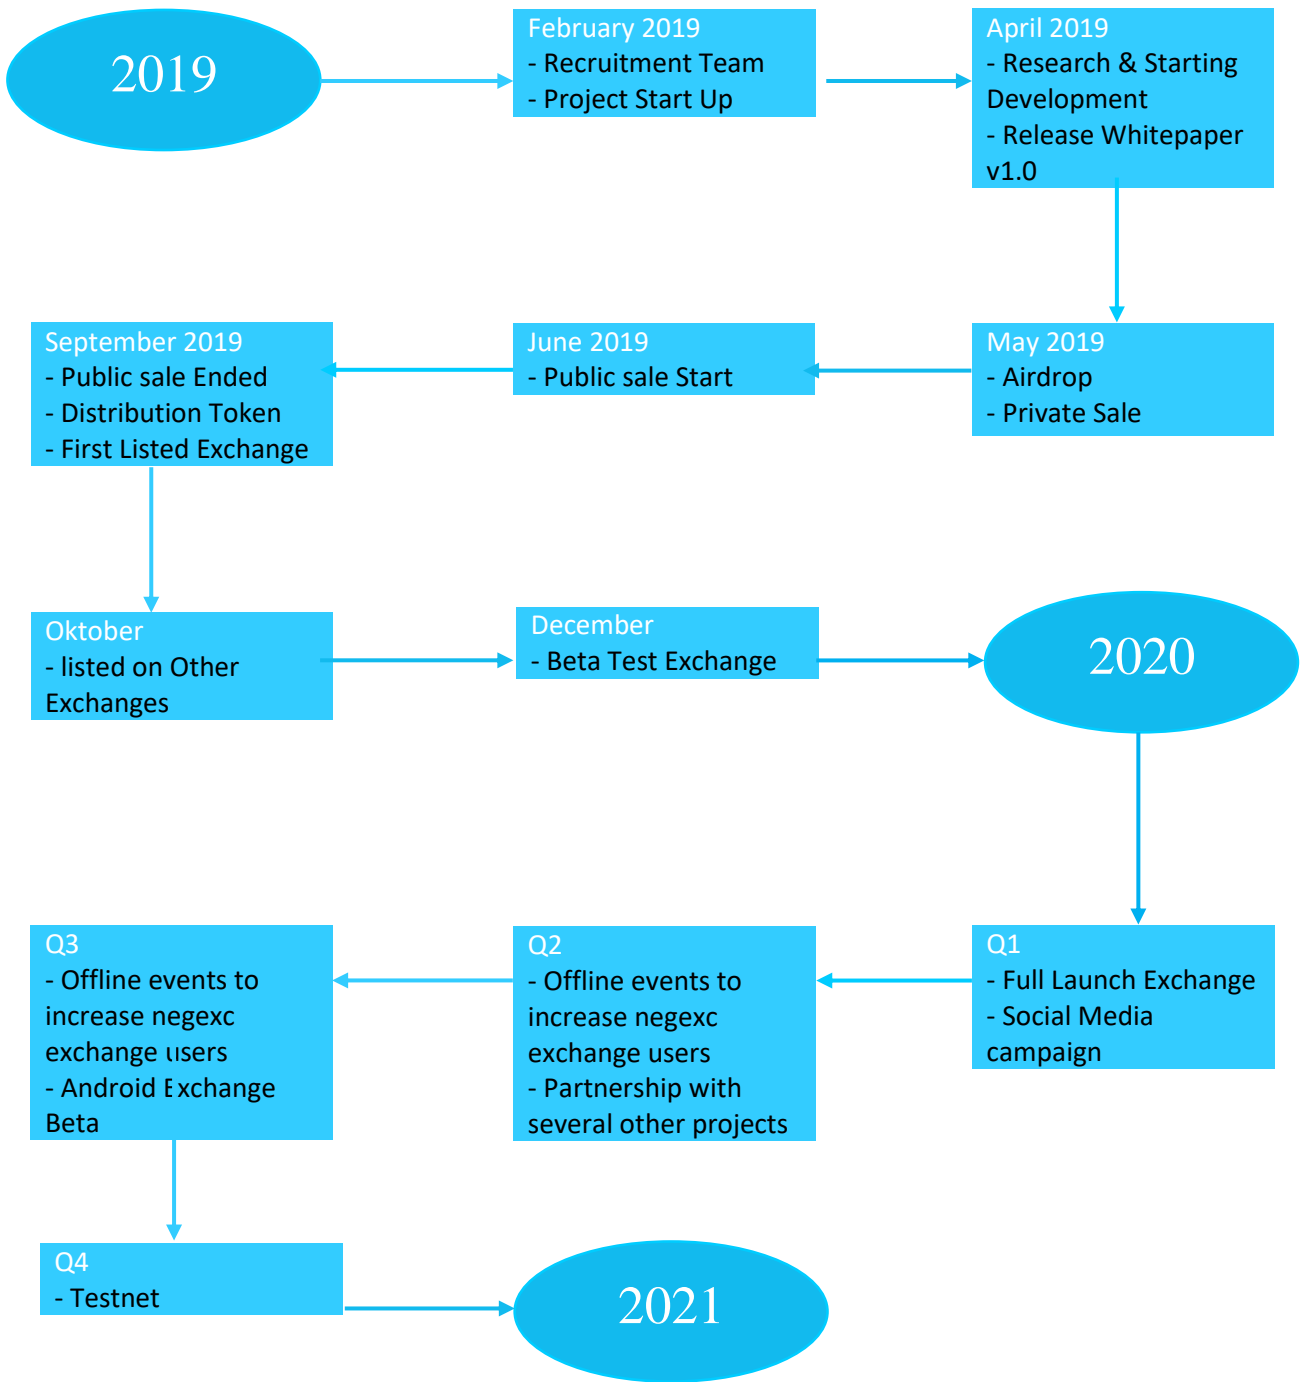 2019
February 2019
- Recruitment Team
- Project Start Up
April 2019
- Research & Starting
Development
- Release Whitepaper
v1.0
May 2019
- Airdrop
- Private Sale
June 2019
- Public sale Start
September 2019
- Public sale Ended
- Distribution Token
- First Listed Exchange
Oktober
- listed on Other
Exchanges
December
- Beta Test Exchange
2020
Q1
- Full Launch Exchange
- Social Media
campaign
Q2
- Offline events to
increase negexc
exchange users
- Partnership with
several other projects
Q3
- Offline events to
increase negexc
exchange users
- Android Exchange
Beta
Q4
- Testnet
2021